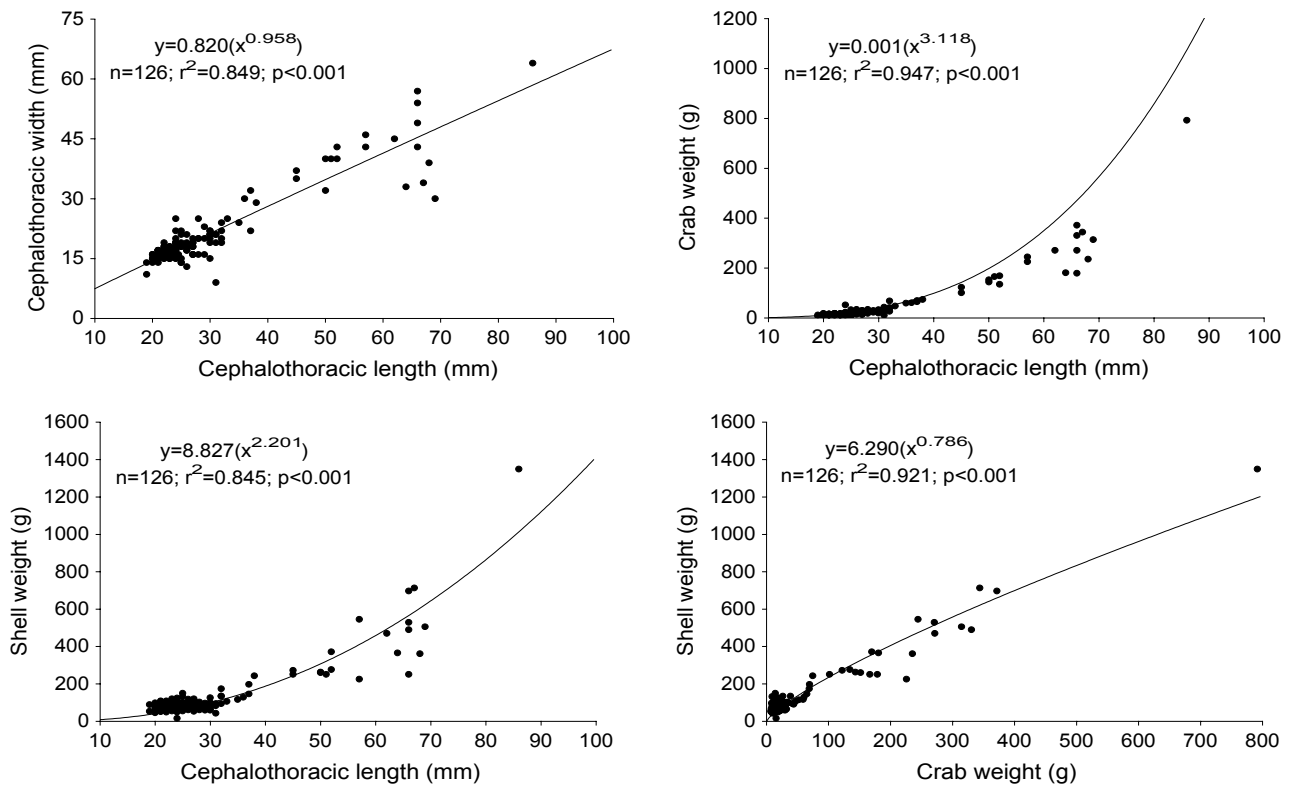 75
60
45
30
15
0
Cephalothoracic width (mm)
y=0.820(x^0.958)
n=126; r^2=0.849; p<0.001
10 20 30 40 50 60 70 80 90 100
Cephalothoracic length (mm)
1200
1000
800
600
400
200
0
Crab weight (g)
y=0.001(x^3.118)
n=126; r^2=0.947; p<0.001
10 20 30 40 50 60 70 80 90 100
Cephalothoracic length (mm)
1600
1400
1200
1000
800
600
400
200
0
Shell weight (g)
y=8.827(x^2.201)
n=126; r^2=0.845; p<0.001
10 20 30 40 50 60 70 80 90 100
Cephalothoracic length (mm)
1600
1400
1200
1000
800
600
400
200
0
Shell weight (g)
y=6.290(x^0.786)
n=126; r^2=0.921; p<0.001
0 100 200 300 400 500 600 700 800
Crab weight (g)